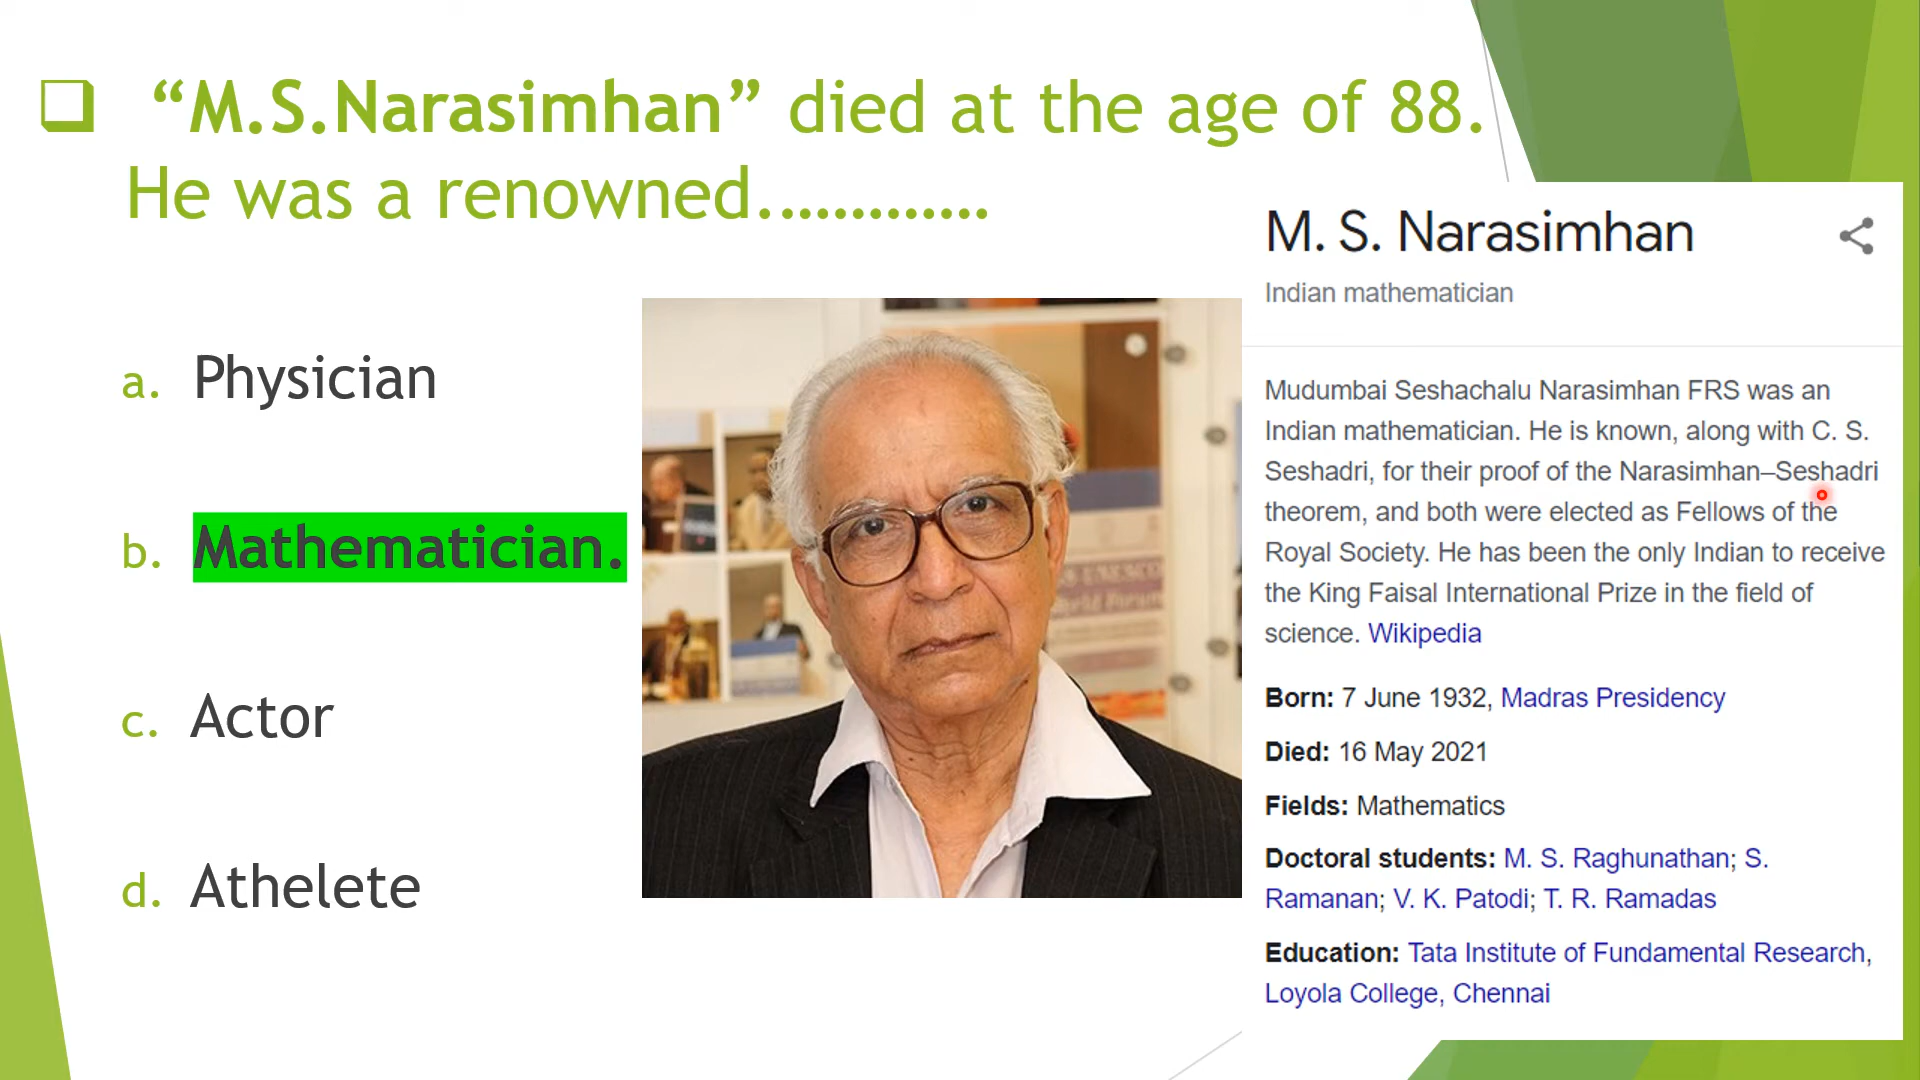 ❑ “M.S.Narasimhan” died at the age of 88.
He was a renowned.…………
a. Physician
b. Mathematician.
c. Actor
d. Athelete
M. S. Narasimhan
Indian mathematician
Mudumbai Seshachalu Narasimhan FRS was an
Indian mathematician. He is known, along with C. S.
Seshadri, for their proof of the Narasimhan–Seshadri
theorem, and both were elected as Fellows of the
Royal Society. He has been the only Indian to receive
the King Faisal International Prize in the field of
science. Wikipedia
Born: 7 June 1932, Madras Presidency
Died: 16 May 2021
Fields: Mathematics
Doctoral students: M. S. Raghunathan; S.
Ramanan; V. K. Patodi; T. R. Ramadas
Education: Tata Institute of Fundamental Research,
Loyola College, Chennai